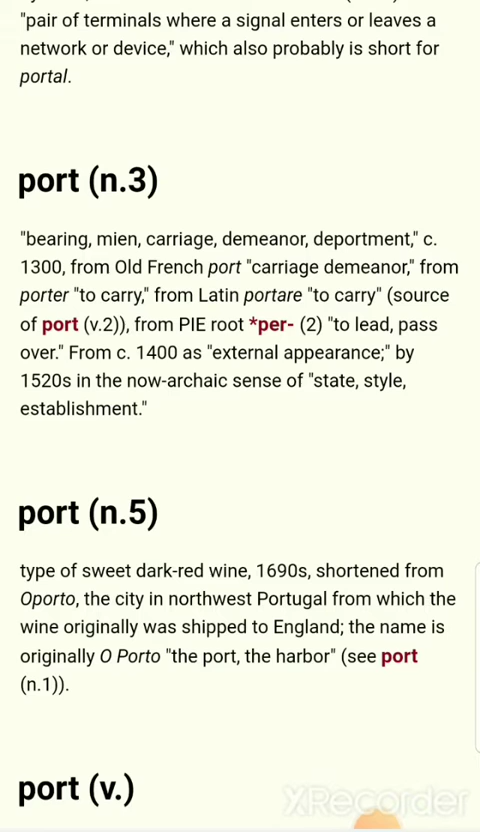 "pair of terminals where a signal enters or leaves a
network or device," which also probably is short for
portal.
port (n.3)
"bearing, mien, carriage, demeanor, deportment," c.
1300, from Old French port "carriage demeanor," from
porter "to carry," from Latin portare "to carry" (source
of port (v.2)), from PIE root *per- (2) "to lead, pass
over." From c. 1400 as "external appearance;" by
1520s in the now-archaic sense of "state, style,
establishment."
port (n.5)
type of sweet dark-red wine, 1690s, shortened from
Oporto, the city in northwest Portugal from which the
wine originally was shipped to England; the name is
originally O Porto "the port, the harbor" (see port
(n.1)).
port (v.)
XRecorder